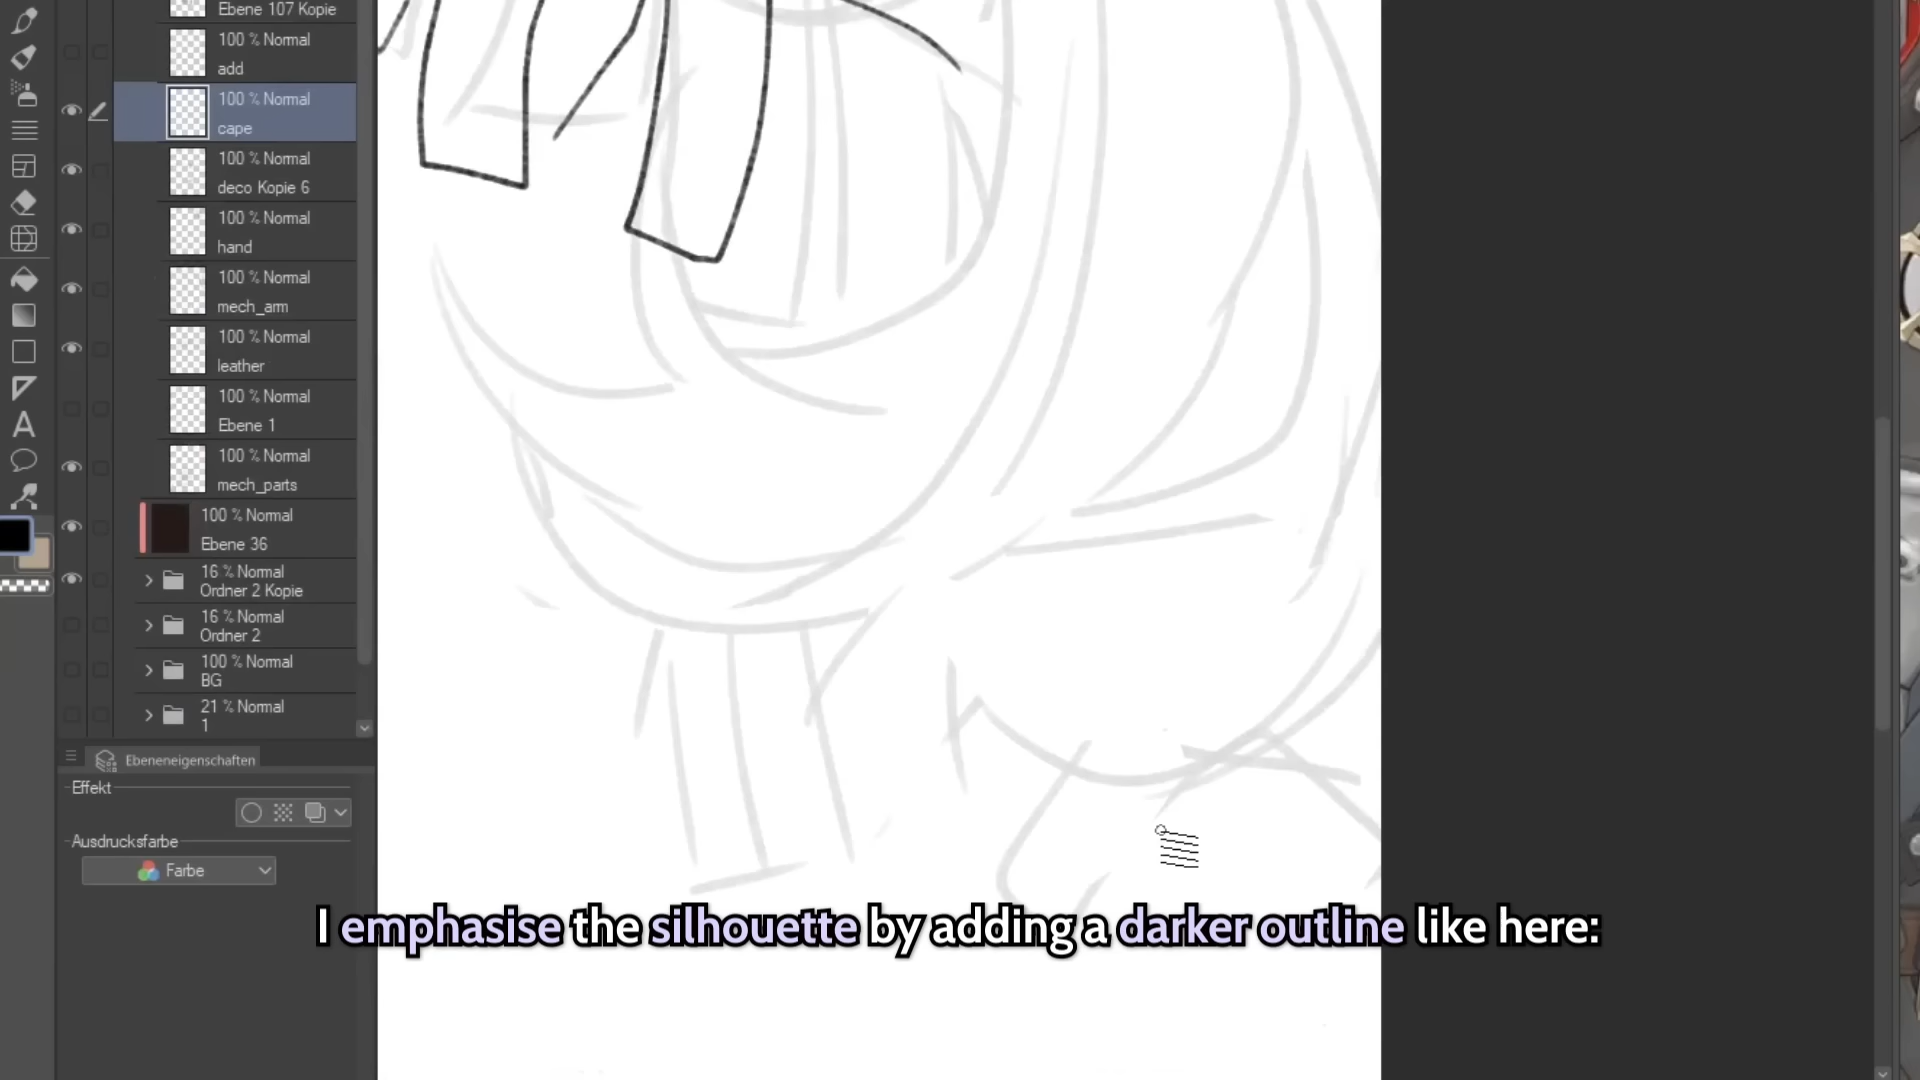 Ebene 107 Kopie
100 % Normal
add
100 % Normal
cape
100 % Normal
deco Kopie 6
100 % Normal
hand
100 % Normal
mech_arm
100 % Normal
leather
100 % Normal
Ebene 1
100 % Normal
mech_parts
100 % Normal
Ebene 36
16 % Normal
Ordner 2 Kopie
16 % Normal
Ordner 2
100 % Normal
BG
21 % Normal
1
Ebeneneigenschaften
Effekt
Ausdrucksfarbe
Farbe
I emphasise the silhouette by adding a darker outline like here: